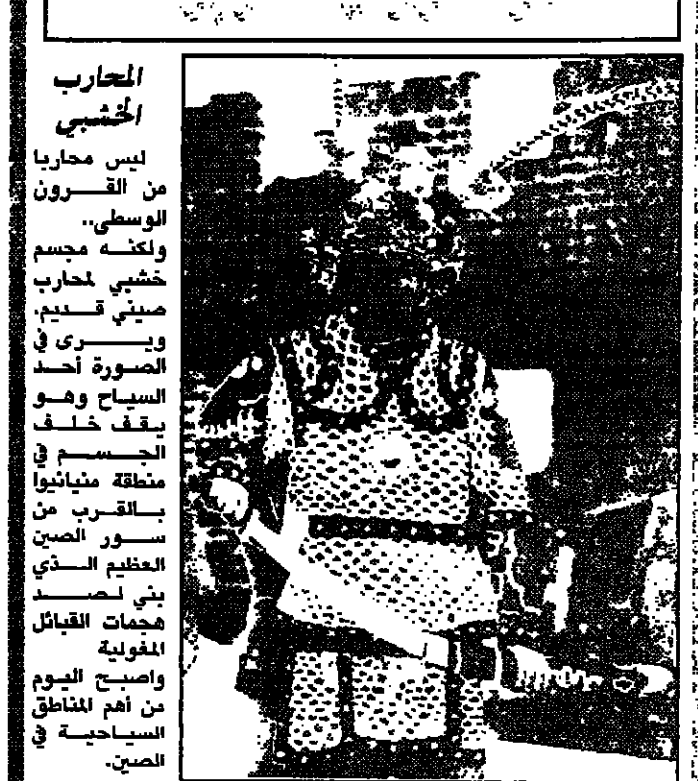 المحارب
الخشبي
ليس محاربا
من القرون
الوسطى..
ولكنه مجسم
خشبي لمحارب
صيني قديم.
ويرى في
الصورة أحد
السياح وهو
يقف خلف
الجسم في
منطقة منيانيوا
بالقرب من
سور الصين
العظيم الذي
بني لصد
هجمات القبائل
المغولية
واصبح اليوم
من أهم المناطق
السياحية في
الصين.